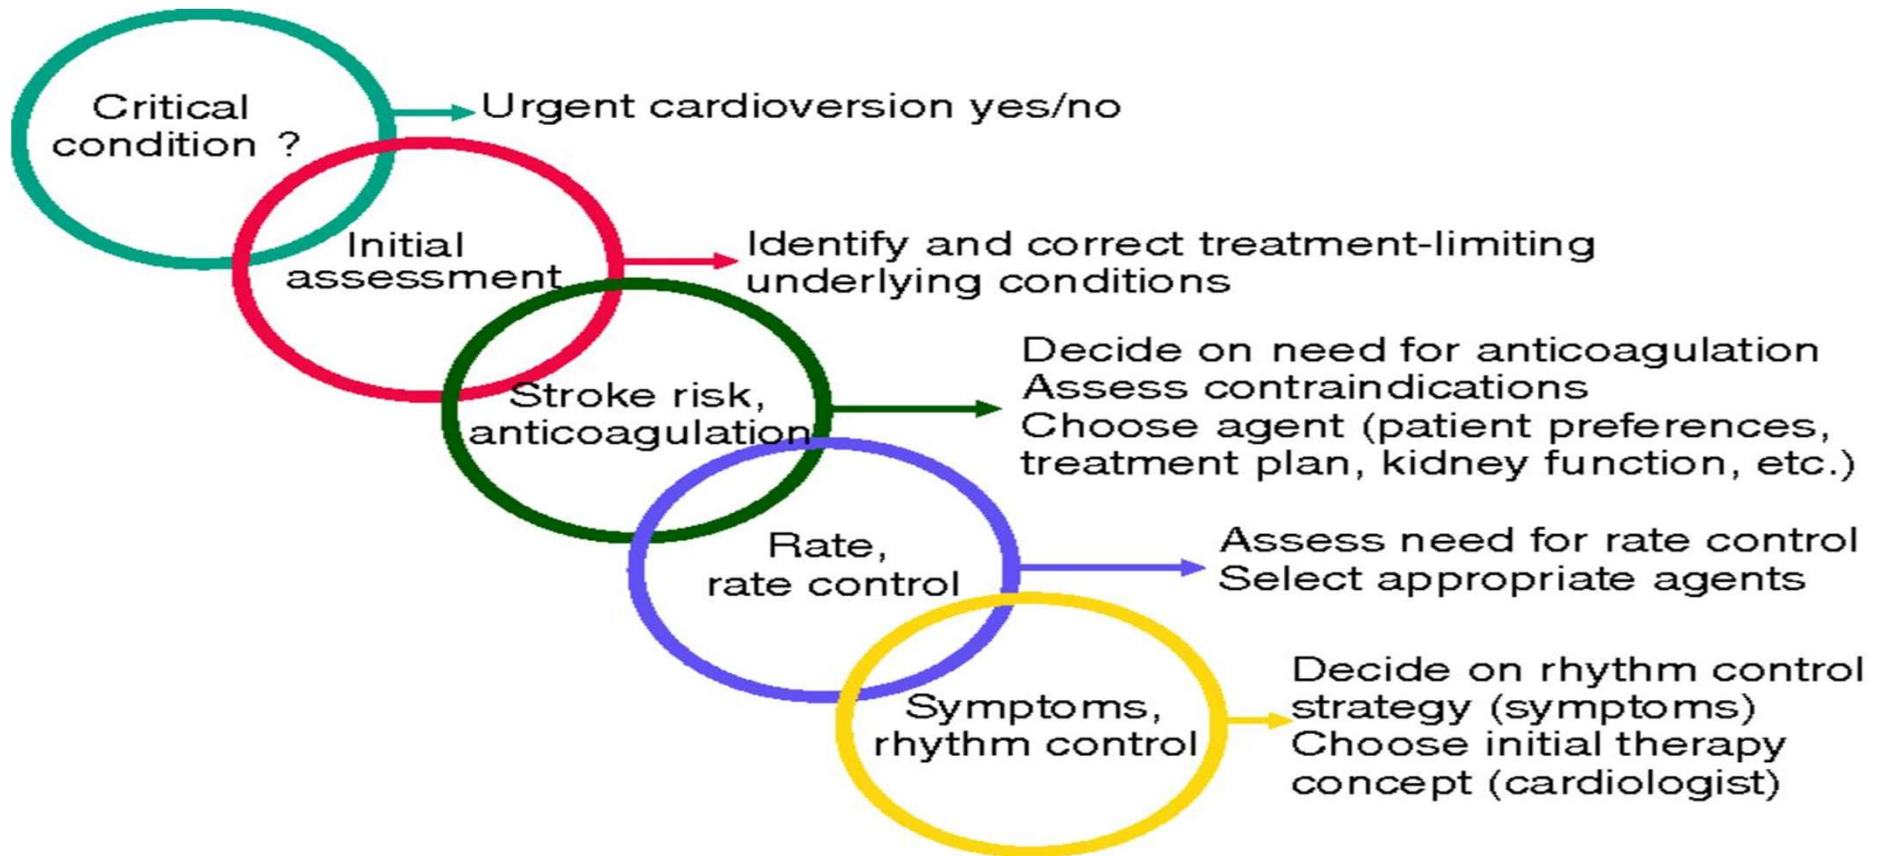 Critical
condition ?
Urgent cardioversion yes/no
Initial
assessment
Identify and correct treatment-limiting
underlying conditions
Stroke risk,
anticoagulation
Decide on need for anticoagulation
Assess contraindications
Choose agent (patient preferences,
treatment plan, kidney function, etc.)
Rate,
rate control
Assess need for rate control
Select appropriate agents
Symptoms,
rhythm control
Decide on rhythm control
strategy (symptoms)
Choose initial therapy
concept (cardiologist)